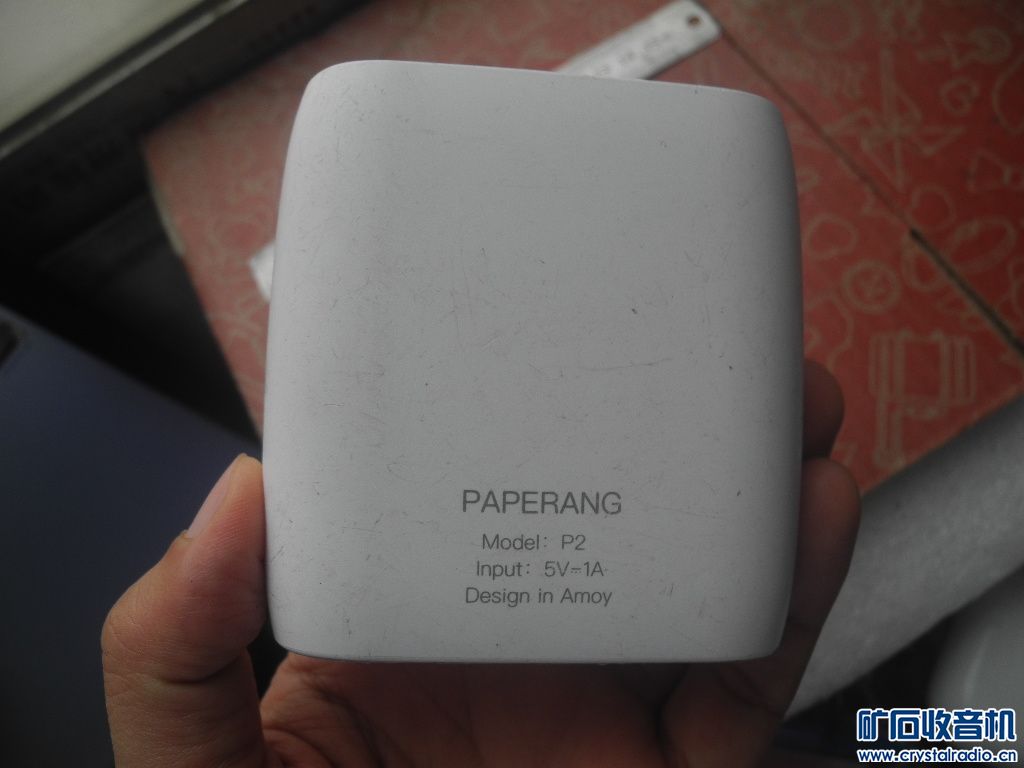 PAPERANG
Model: P2
Input: 5V⎓1A
Design in Amoy
矿石收音机
www.crystalradio.cn